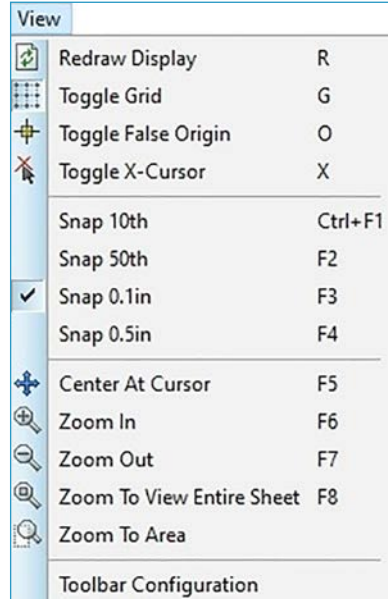 View
Redraw Display R
Toggle Grid G
Toggle False Origin O
Toggle X-Cursor X
Snap 10th Ctrl+F1
Snap 50th F2
Snap 0.1in F3
Snap 0.5in F4
Center At Cursor F5
Zoom In F6
Zoom Out F7
Zoom To View Entire Sheet F8
Zoom To Area
Toolbar Configuration